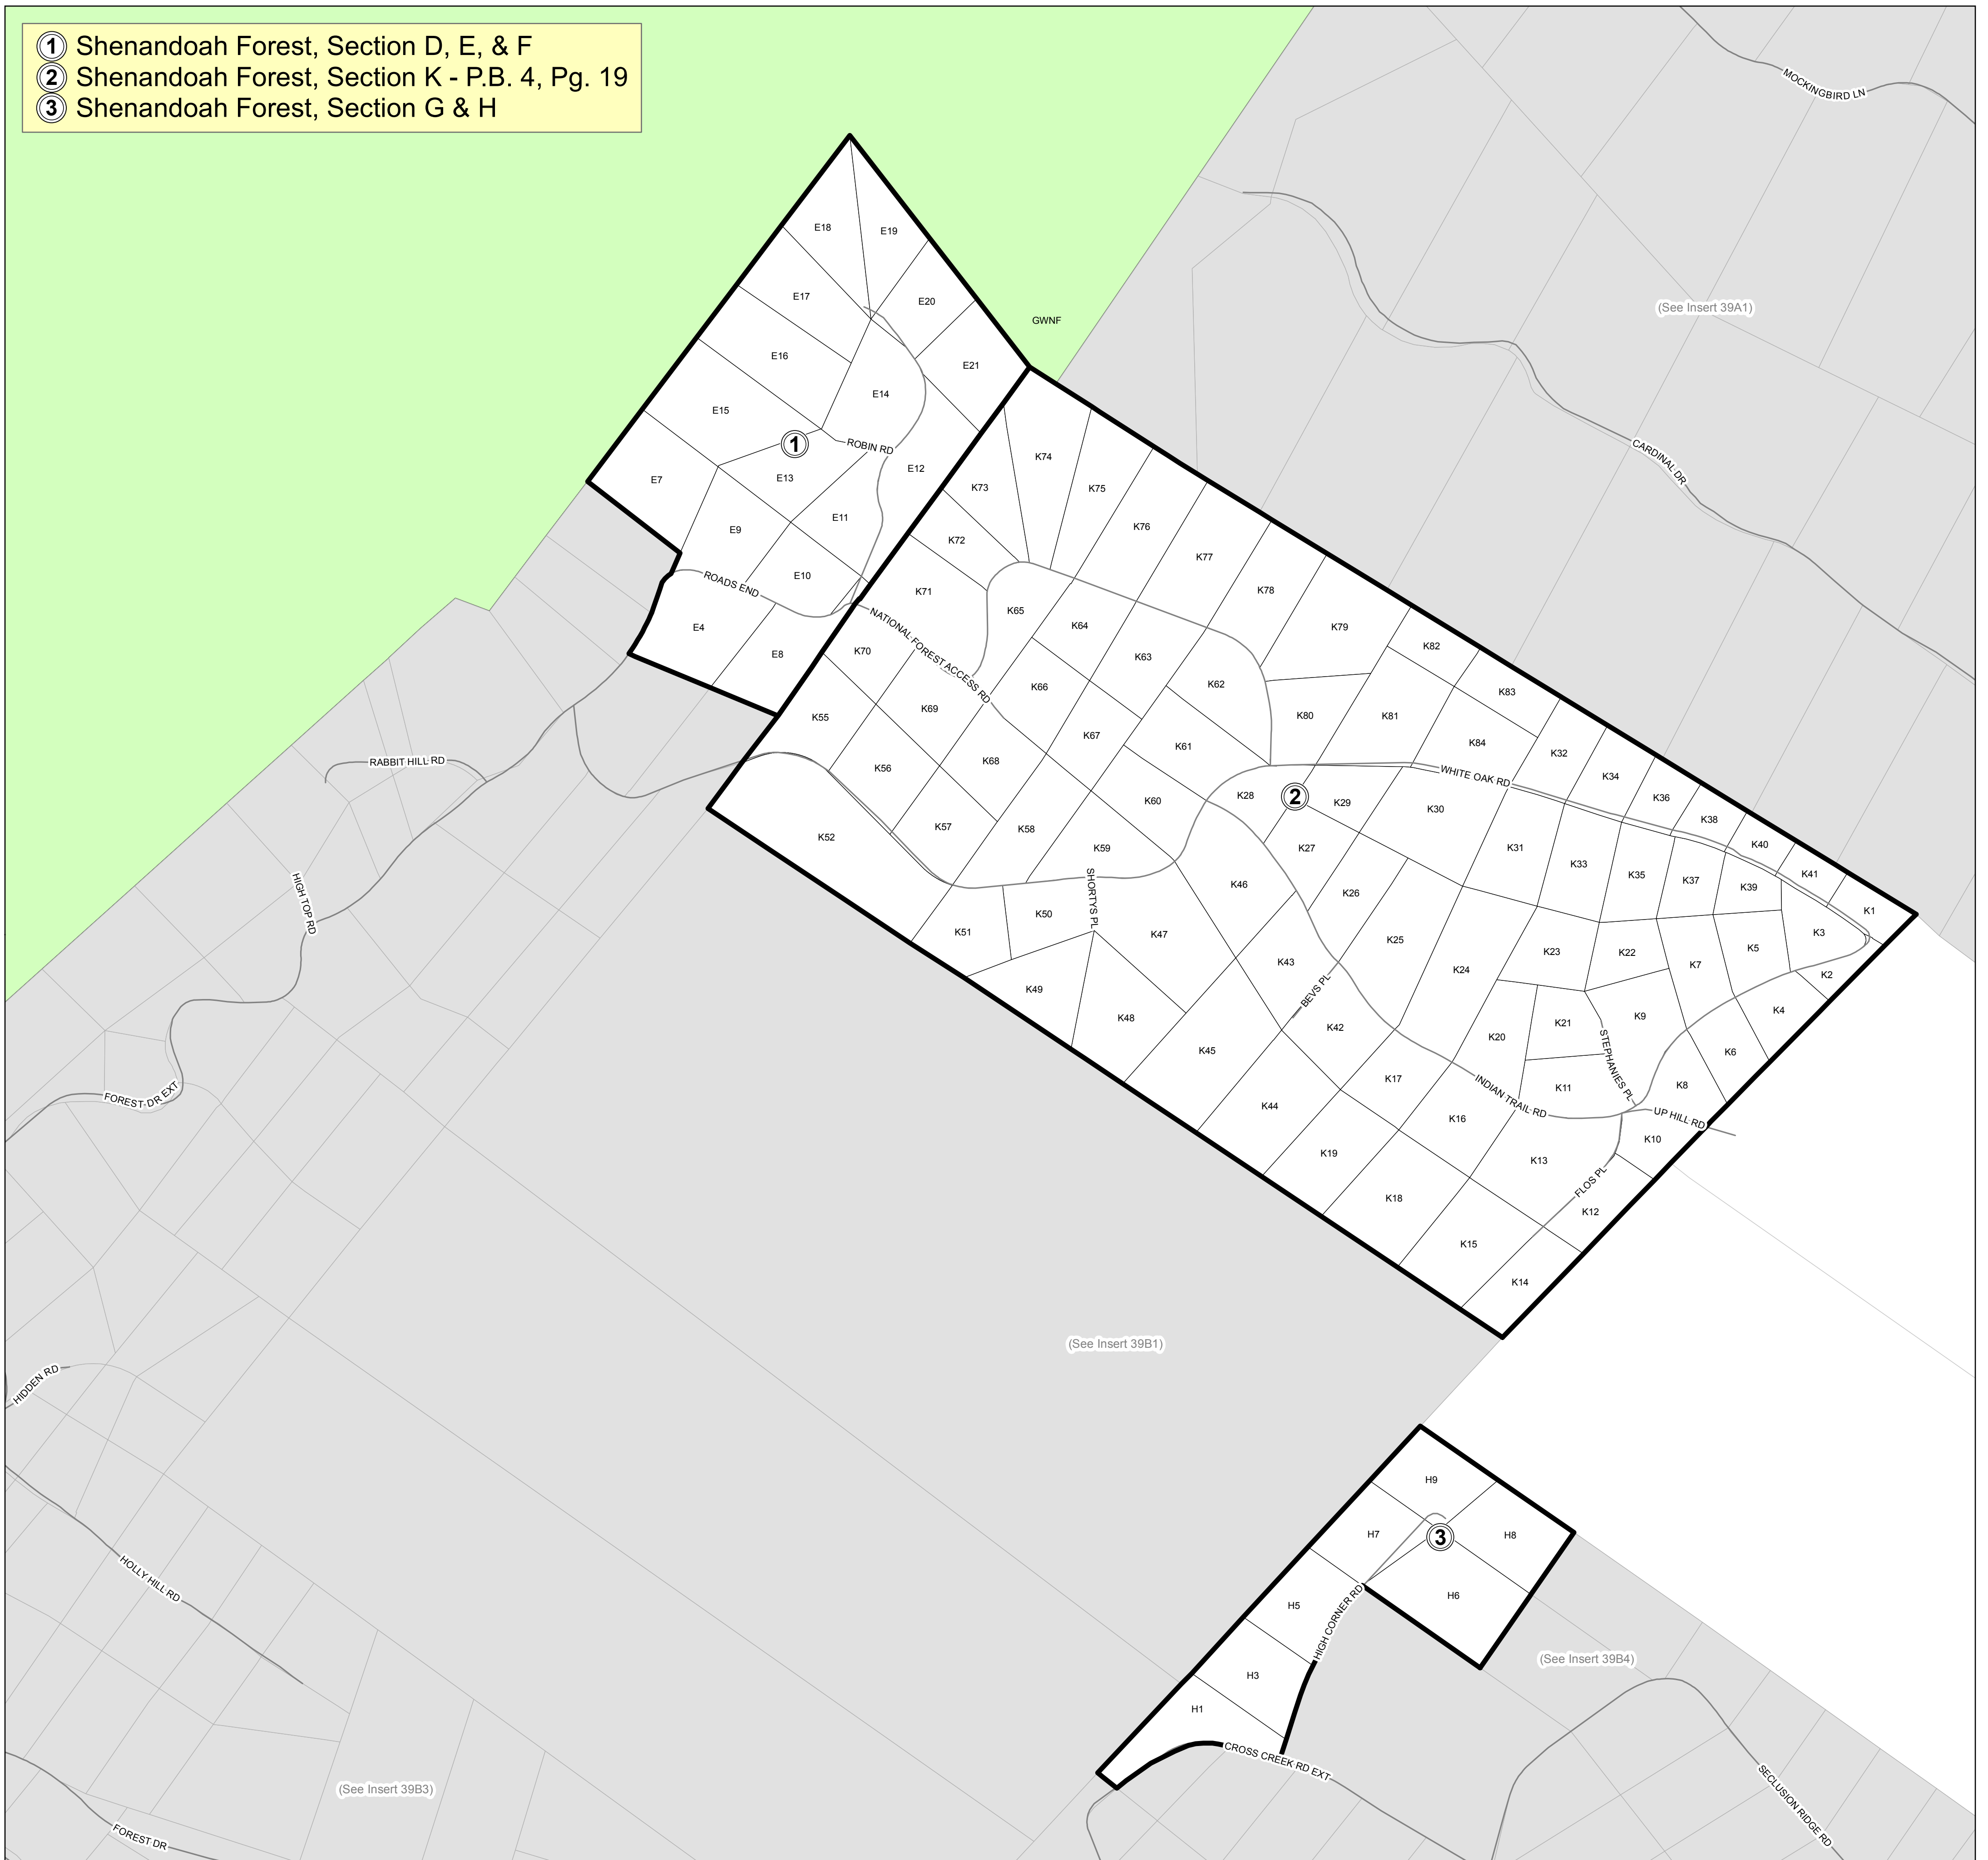 1 Shenandoah Forest, Section D, E, & F
2 Shenandoah Forest, Section K - P.B. 4, Pg. 19
3 Shenandoah Forest, Section G & H
MOCKINGBIRD LN
E18
E19
E17
E20
GWNF
(See Insert 39A1)
E16
E21
E14
E15
1
ROBIN RD
CARDINAL DR
E7
E13
E12
K74
K73
K75
E9
E11
K76
K72
K77
ROADS END
E10
K71
K78
K65
NATIONAL FOREST ACCESS RD
E4
K64
K79
E8
K70
K63
K82
K66
K62
K83
K69
K55
K80
K81
K67
K61
K84
K32
RABBIT HILL RD
K56
K68
WHITE OAK RD
K34
K28
2
K29
K36
K60
K30
K38
K52
K57
K58
K59
K27
K31
K40
K33
K35
K37
K39
K41
HIGH TOP RD
SHORTYS PL
K46
K26
K1
K50
K51
K47
K25
K3
K23
K22
K5
K43
K24
K7
K2
K49
BEVS PL
K48
K42
K21
K9
K4
K20
K45
STEPHANIES PL
K6
K17
K11
K8
FOREST DR EXT
K44
INDIAN TRAIL RD
K16
UP HILL RD
K10
K19
K13
FLOS PL
K18
K12
K15
K14
(See Insert 39B1)
HIDDEN RD
H9
H7
3
H8
HOLLY HILL RD
H6
H5
HIGH CORNER RD
(See Insert 39B4)
H3
H1
CROSS CREEK RD EXT
(See Insert 39B3)
SECLUSION RIDGE RD
FOREST DR